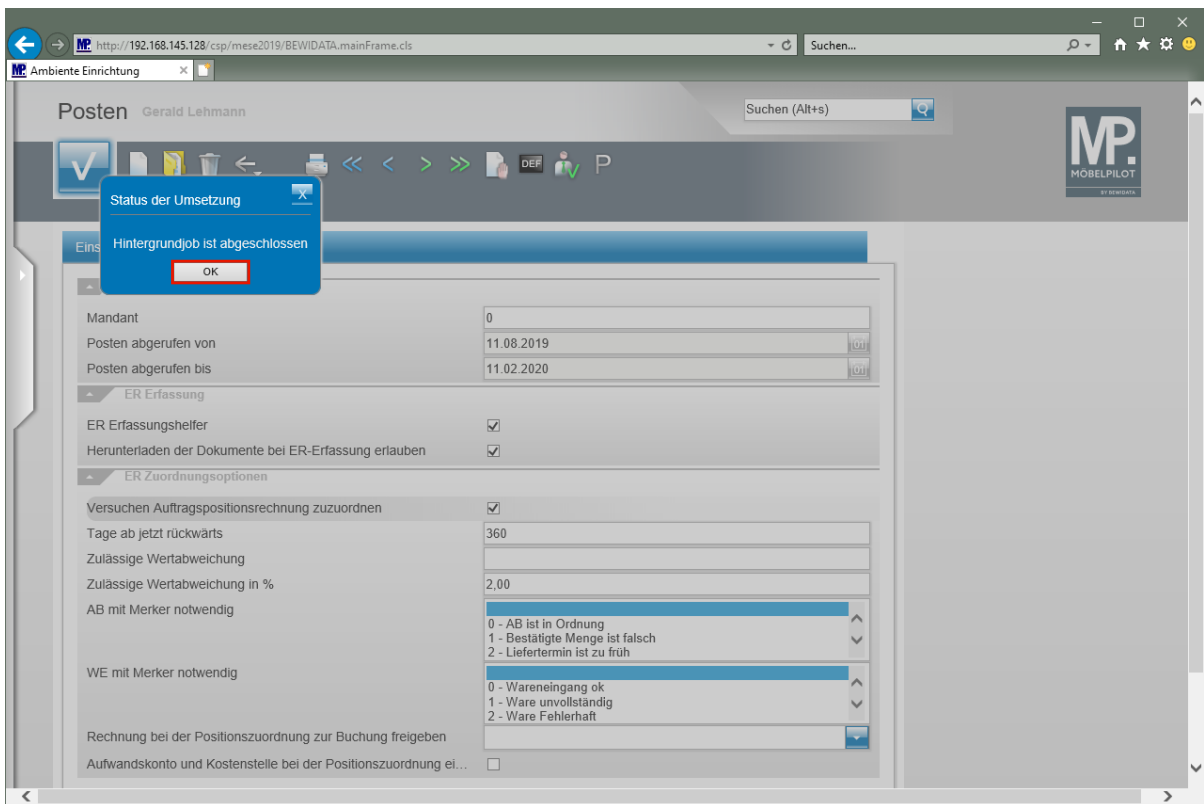 http://192.168.145.128/csp/mese2019/BEWIDATA.mainFrame.cls
Suchen...
MP. Ambiente Einrichtung
Posten Gerald Lehmann
Suchen (Alt+s)
DEF P
MP.
MÖBELPILOT
BY BEWIDATA
Status der Umsetzung X
Hintergrundjob ist abgeschlossen
OK
Eins
Mandant 0
Posten abgerufen von 11.08.2019
Posten abgerufen bis 11.02.2020
ER Erfassung
ER Erfassungshelfer
Herunterladen der Dokumente bei ER-Erfassung erlauben
ER Zuordnungsoptionen
Versuchen Auftragspositionsrechnung zuzuordnen
Tage ab jetzt rückwärts 360
Zulässige Wertabweichung
Zulässige Wertabweichung in % 2,00
AB mit Merker notwendig
0 - AB ist in Ordnung
1 - Bestätigte Menge ist falsch
2 - Liefertermin ist zu früh
WE mit Merker notwendig
0 - Wareneingang ok
1 - Ware unvollständig
2 - Ware Fehlerhaft
Rechnung bei der Positionszuordnung zur Buchung freigeben
Aufwandskonto und Kostenstelle bei der Positionszuordnung ei...